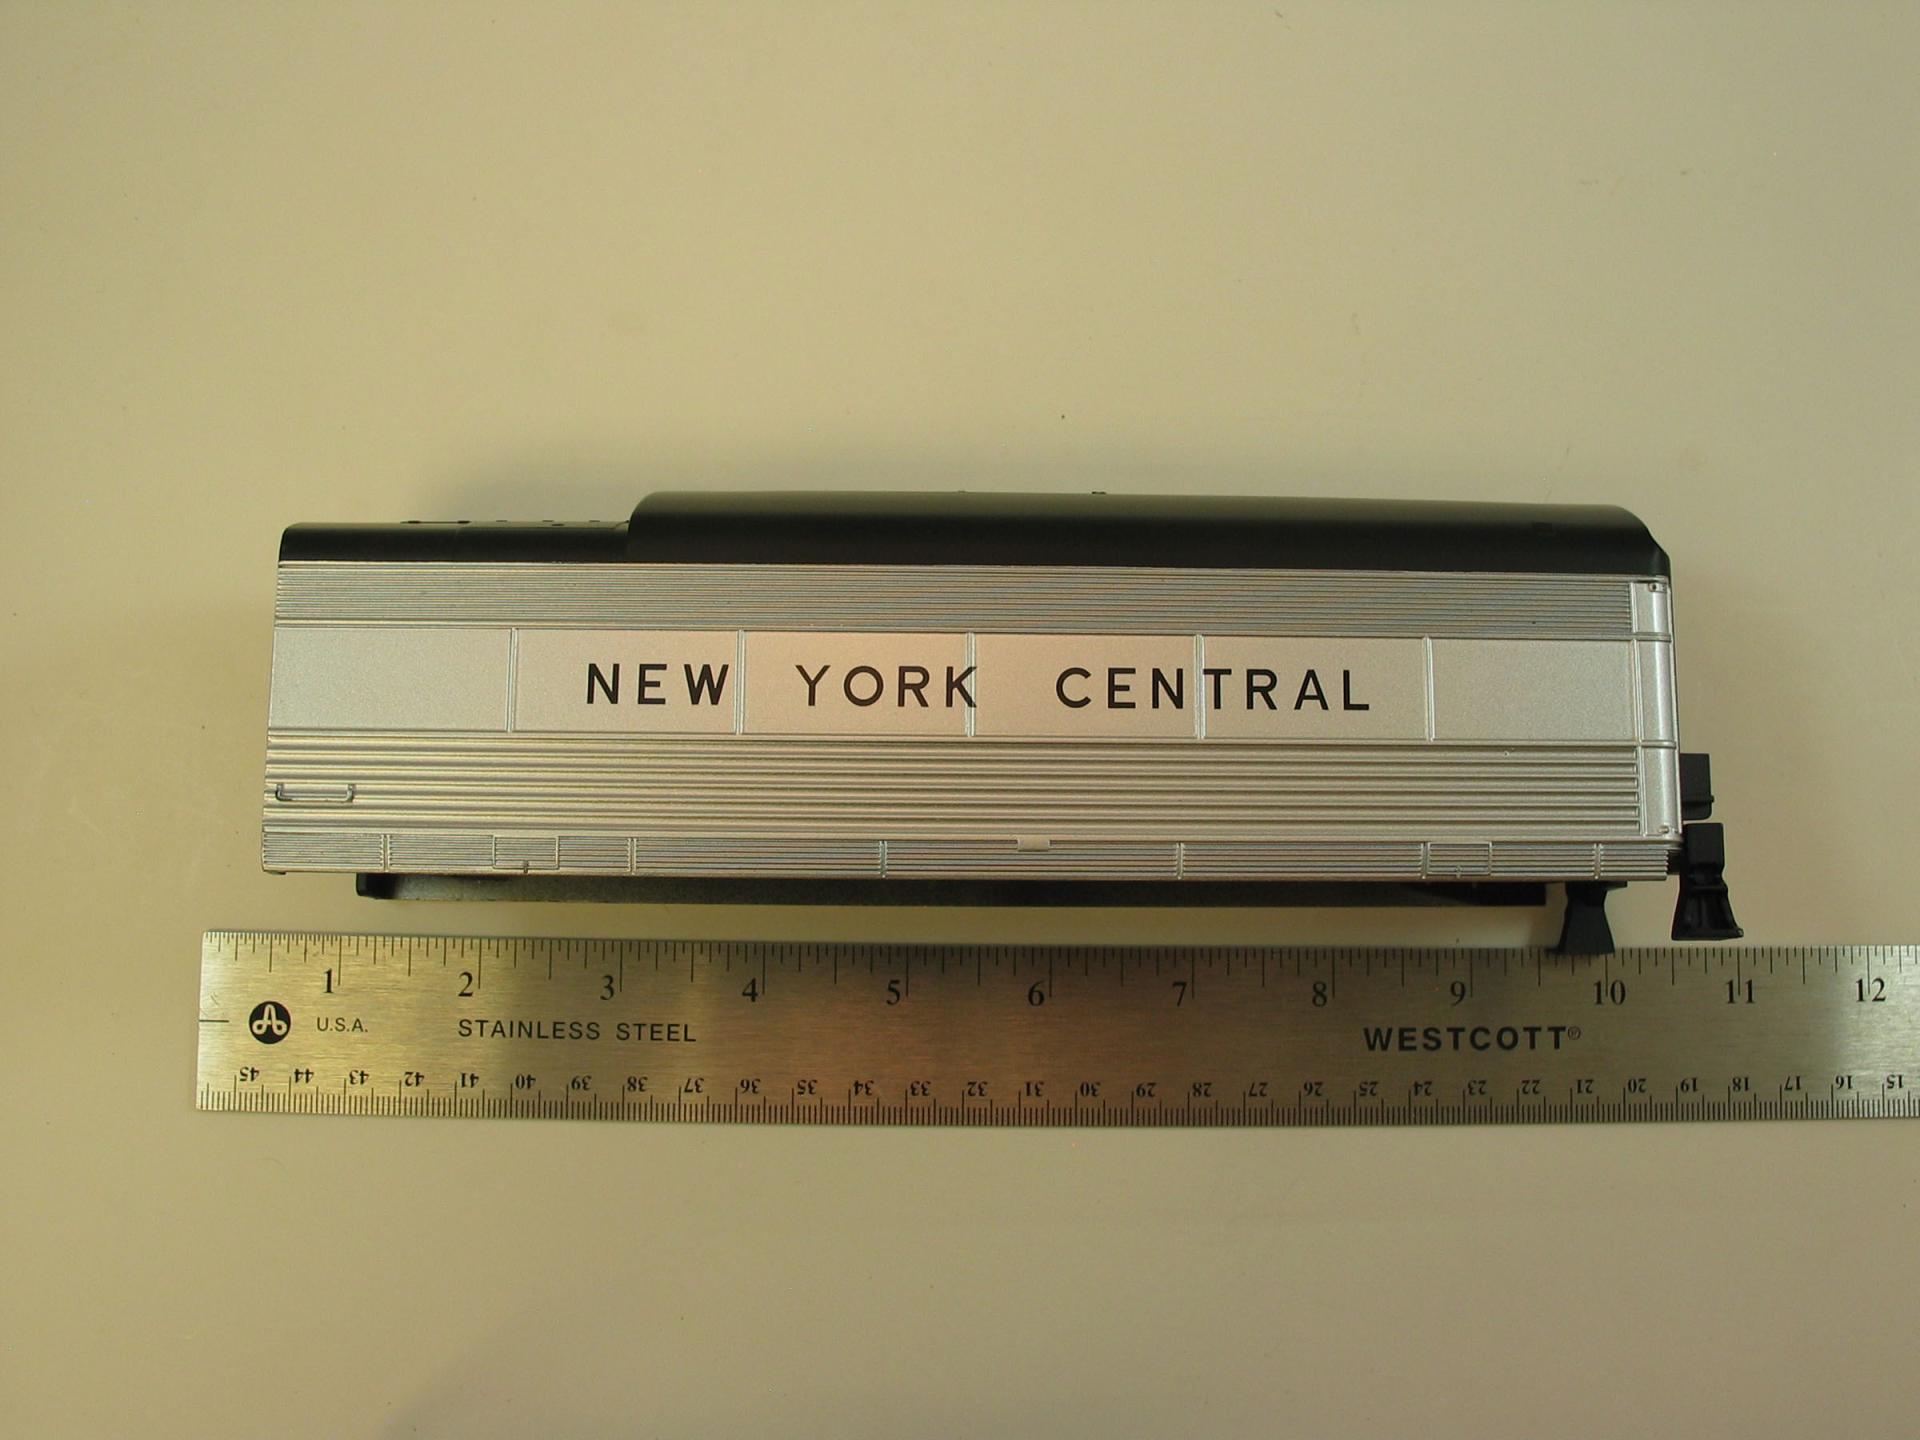 NEW YORK CENTRAL
1 2 3 4 5 6 7 8 9 10 11 12
U.S.A. STAINLESS STEEL WESTCOTT®
45 44 43 42 41 40 39 38 37 36 35 34 33 32 31 30 29 28 27 26 25 24 23 22 21 20 19 18 17 16 15